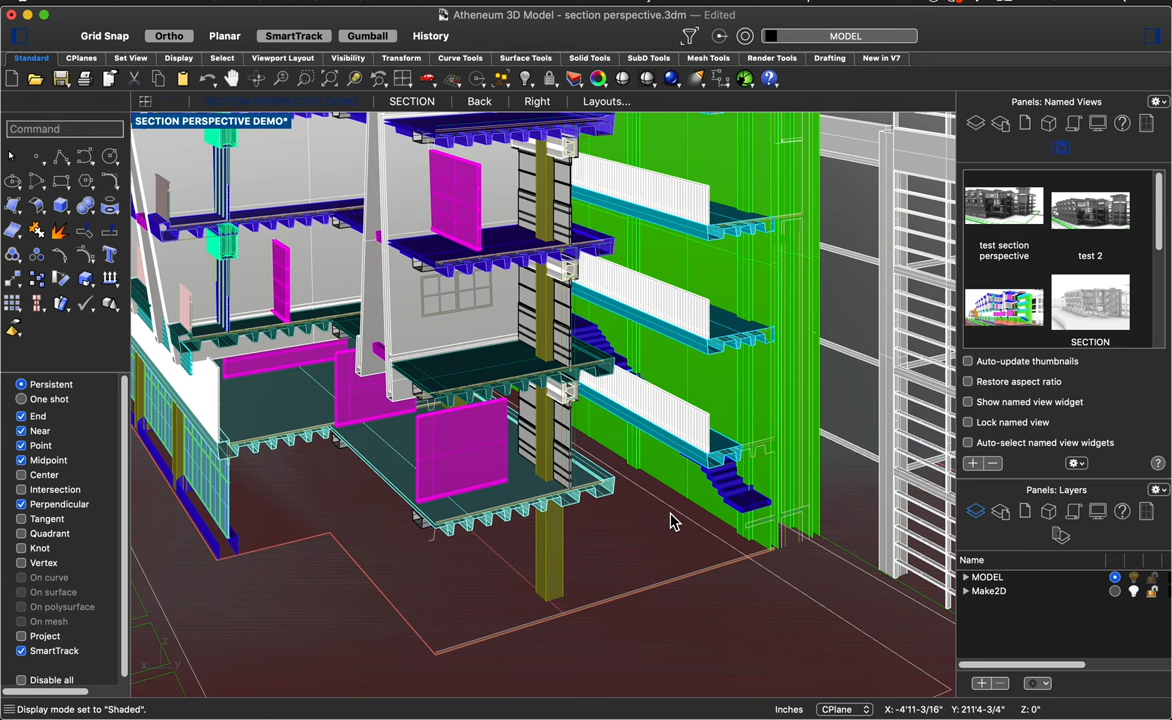 Atheneum 3D Model - section perspective.3dm — Edited
Grid Snap Ortho Planar SmartTrack Gumball History MODEL
Standard CPlanes Set View Display Select Viewport Layout Visibility Transform Curve Tools Surface Tools Solid Tools SubD Tools Mesh Tools Render Tools Drafting New in V7
SECTION PERSPECTIVE DEMO* SECTION Back Right Layouts...
Command
SECTION PERSPECTIVE DEMO*
Persistent
One shot
End
Near
Point
Midpoint
Center
Intersection
Perpendicular
Tangent
Quadrant
Knot
Vertex
On curve
On surface
On polysurface
On mesh
Project
SmartTrack
Disable all
z
x y
Panels: Named Views
test section
perspective
test 2
SECTION
Auto-update thumbnails
Restore aspect ratio
Show named view widget
Lock named view
Auto-select named view widgets
Panels: Layers
Name
MODEL
Make2D
Display mode set to "Shaded".
Inches CPlane X: -4'11-3/16" Y: 211'4-3/4" Z: 0"